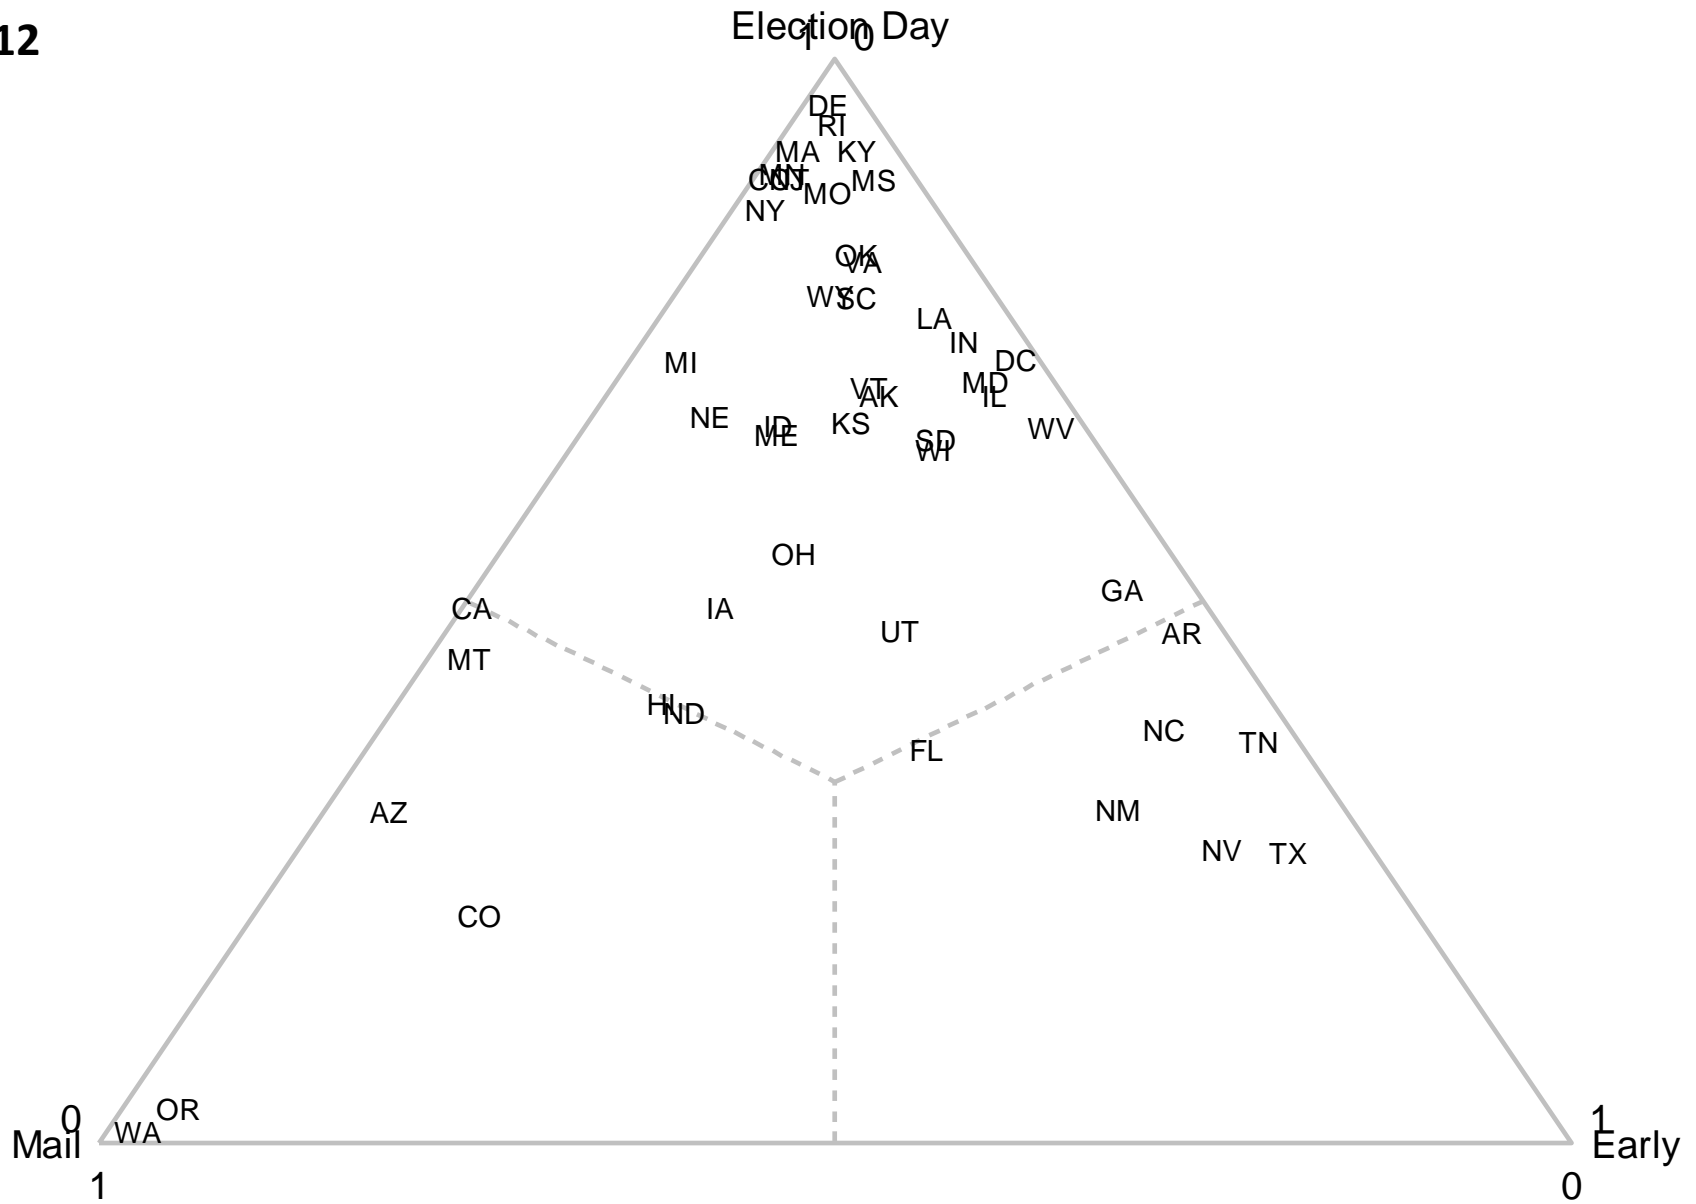 12
Election Day
1 0
DE
RI
MA KY
MN
CT NJ MS
MO
NY
OK
VA
WY SC
LA
IN
MI DC
MD
VT
AK IL
NE KS
ID WV
ME SD
WI
OH
GA
CA IA
UT AR
MT
HI
ND
NC TN
FL
AZ NM
NV TX
CO
OR
0 1
WA
Mail Early
1 0